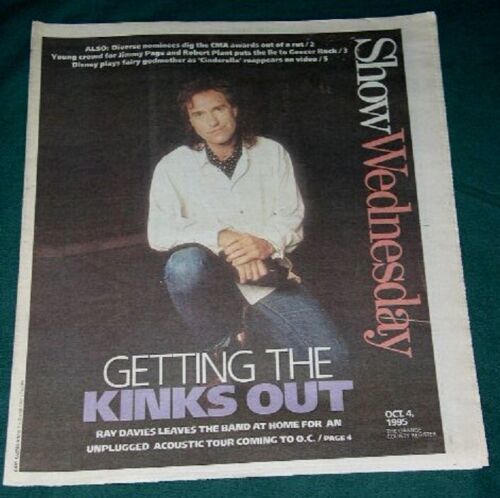 ALSO: Diverse nominees dig the CMA awards out of a rut / 2
Young crowd for Jimmy Page and Robert Plant puts the lie to Geezer Rock / 3
Disney plays fairy godmother as 'Cinderella' reappears on video / 5
Show Wednesday
GETTING THE
KINKS OUT
RAY DAVIES LEAVES THE BAND AT HOME FOR AN
UNPLUGGED ACOUSTIC TOUR COMING TO O.C. / PAGE 4
OCT. 4,
1995
THE ORANGE
COUNTY REGISTER